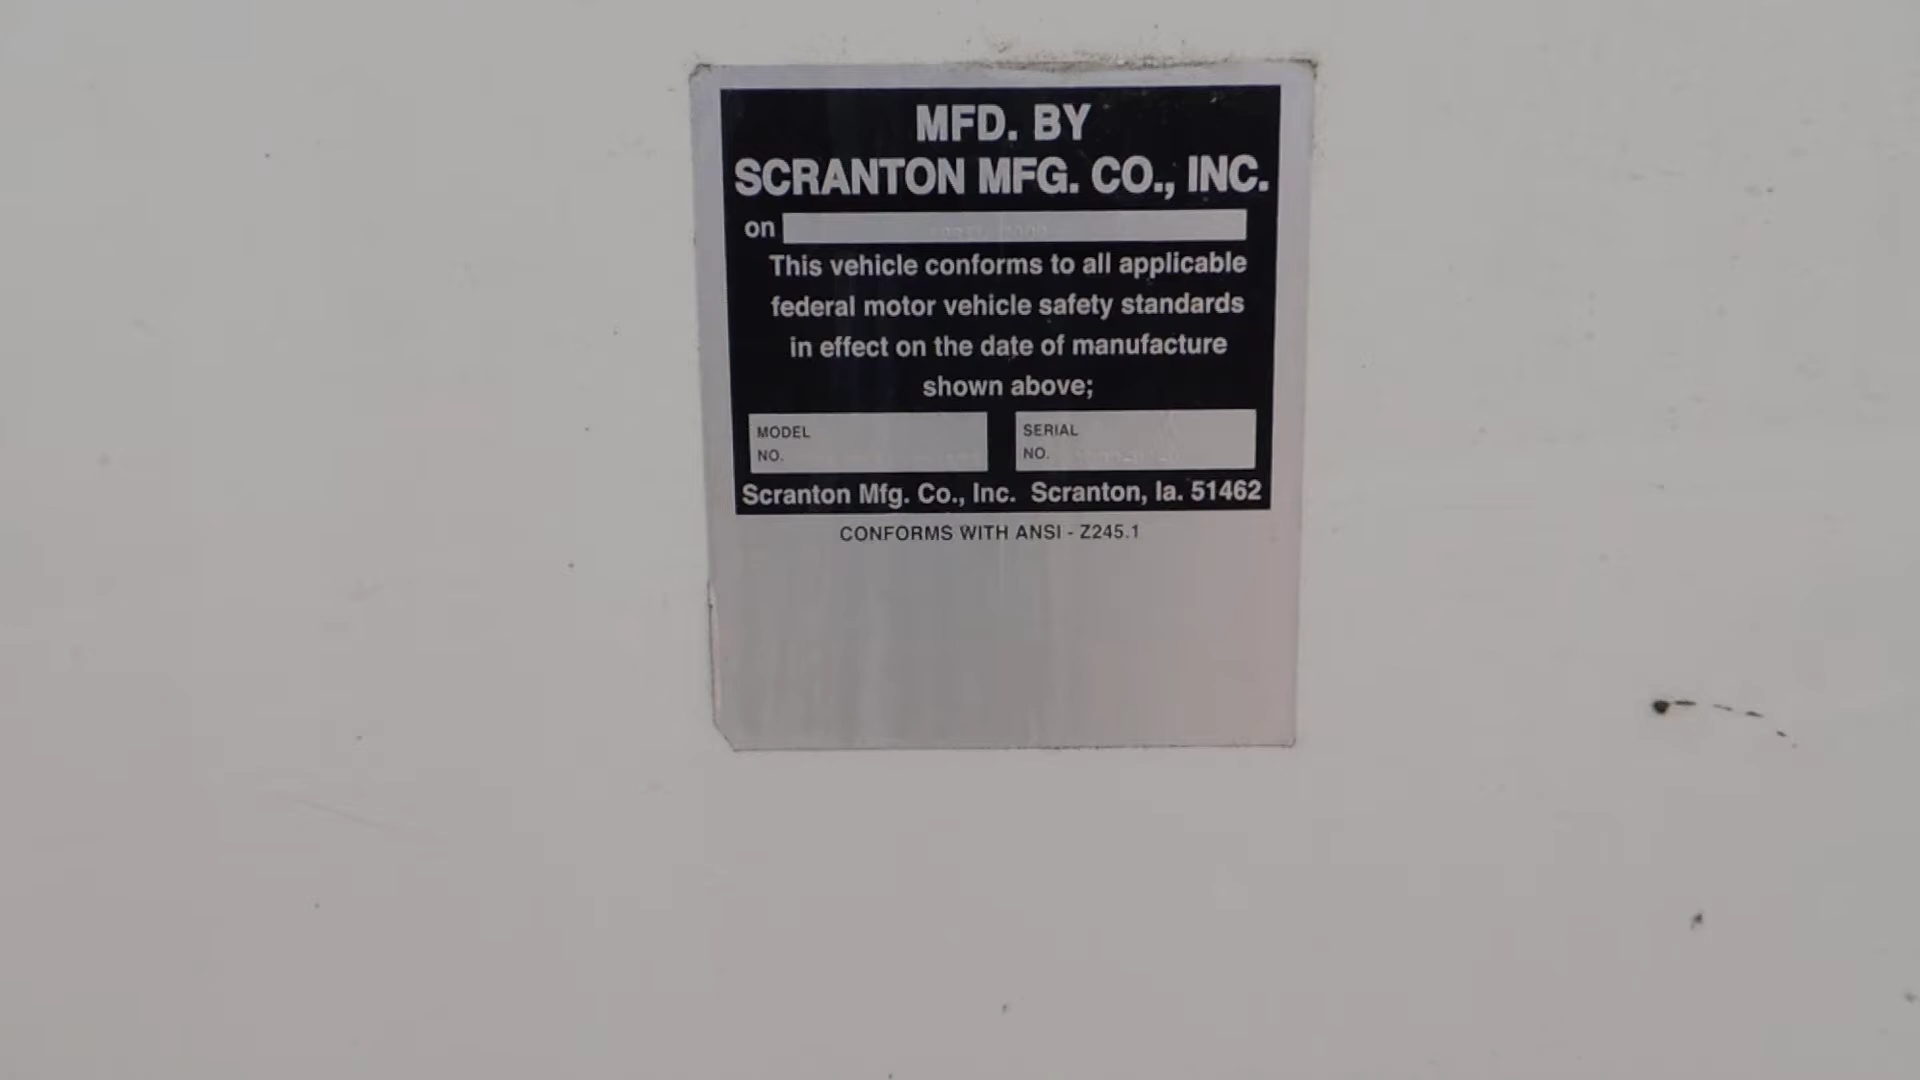 MFD. BY
SCRANTON MFG. CO., INC.
on
This vehicle conforms to all applicable
federal motor vehicle safety standards
in effect on the date of manufacture
shown above;
MODEL
NO.
SERIAL
NO.
Scranton Mfg. Co., Inc. Scranton, Ia. 51462
CONFORMS WITH ANSI - Z245.1